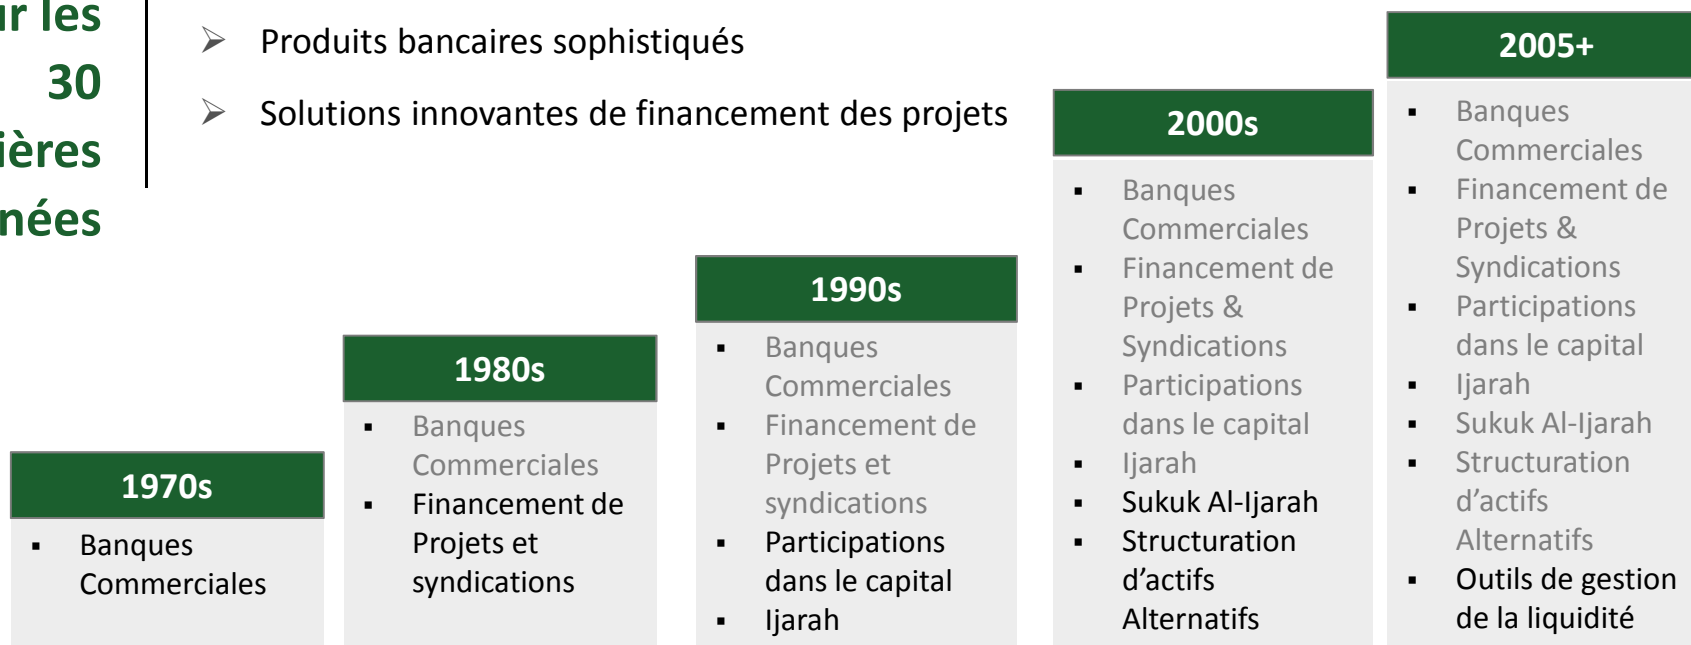 ur les
30
ières
nées
Produits bancaires sophistiqués
Solutions innovantes de financement des projets
1970s
Banques
Commerciales
1980s
Banques
Commerciales
Financement de
Projets et
syndications
1990s
Banques
Commerciales
Financement de
Projets et
syndications
Participations
dans le capital
Ijarah
2000s
Banques
Commerciales
Financement de
Projets &
Syndications
Participations
dans le capital
Ijarah
Sukuk Al-Ijarah
Structuration
d’actifs
Alternatifs
2005+
Banques
Commerciales
Financement de
Projets &
Syndications
Participations
dans le capital
Ijarah
Sukuk Al-Ijarah
Structuration
d’actifs
Alternatifs
Outils de gestion
de la liquidité